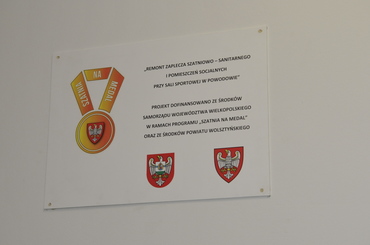 SZATNIA NA MEDAL
„REMONT ZAPLECZA SZATNIOWO – SANITARNEGO
I POMIESZCZEŃ SOCJALNYCH
PRZY SALI SPORTOWEJ W POWODOWIE”
PROJEKT DOFINANSOWANO ZE ŚRODKÓW
SAMORZĄDU WOJEWÓDZTWA WIELKOPOLSKIEGO
W RAMACH PROGRAMU „SZATNIA NA MEDAL”
ORAZ ZE ŚRODKÓW POWIATU WOLSZTYŃSKIEGO